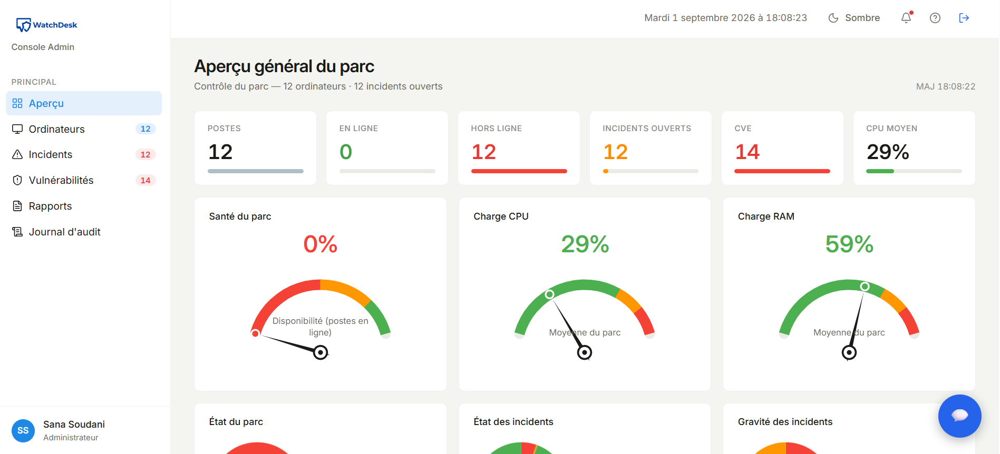 WatchDesk
Console Admin
PRINCIPAL
Aperçu
Ordinateurs 12
Incidents 12
Vulnérabilités 14
Rapports
Journal d'audit
SS
Sana Soudani
Administrateur
Mardi 1 septembre 2026 à 18:08:23 Sombre
Aperçu général du parc
Contrôle du parc — 12 ordinateurs · 12 incidents ouverts
MAJ 18:08:22
POSTES
12
EN LIGNE
0
HORS LIGNE
12
INCIDENTS OUVERTS
12
CVE
14
CPU MOYEN
29%
Santé du parc
0%
Disponibilité (postes en
ligne)
Charge CPU
29%
Moyenne du parc
Charge RAM
59%
Moyenne du parc
État du parc
État des incidents
Gravité des incidents